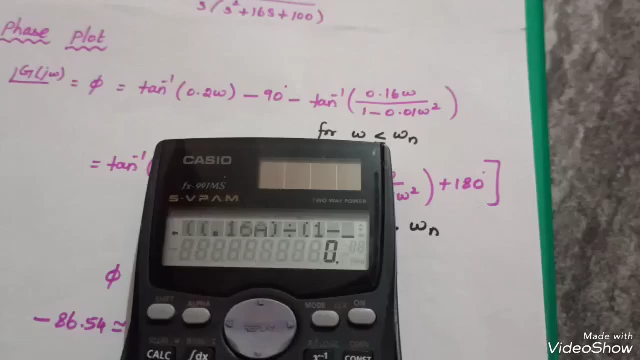 s(s²+16s+100)
Phase Plot
∠G(jω) = ϕ = tan⁻¹(0.2ω) − 90° − tan⁻¹(0.16ω / 1 − 0.01ω²)
for ω < ωn
= tan⁻¹( ω²) + 180°]
ωn
CASIO
fx-991MS
S-V.P.A.M.
TWO WAY POWER
((.16A)÷(1−
0.
ϕ
SHIFT ALPHA MODE ON
−86.54 ≈
CALC ∫dx x⁻¹ CONST
Made with
VideoShow